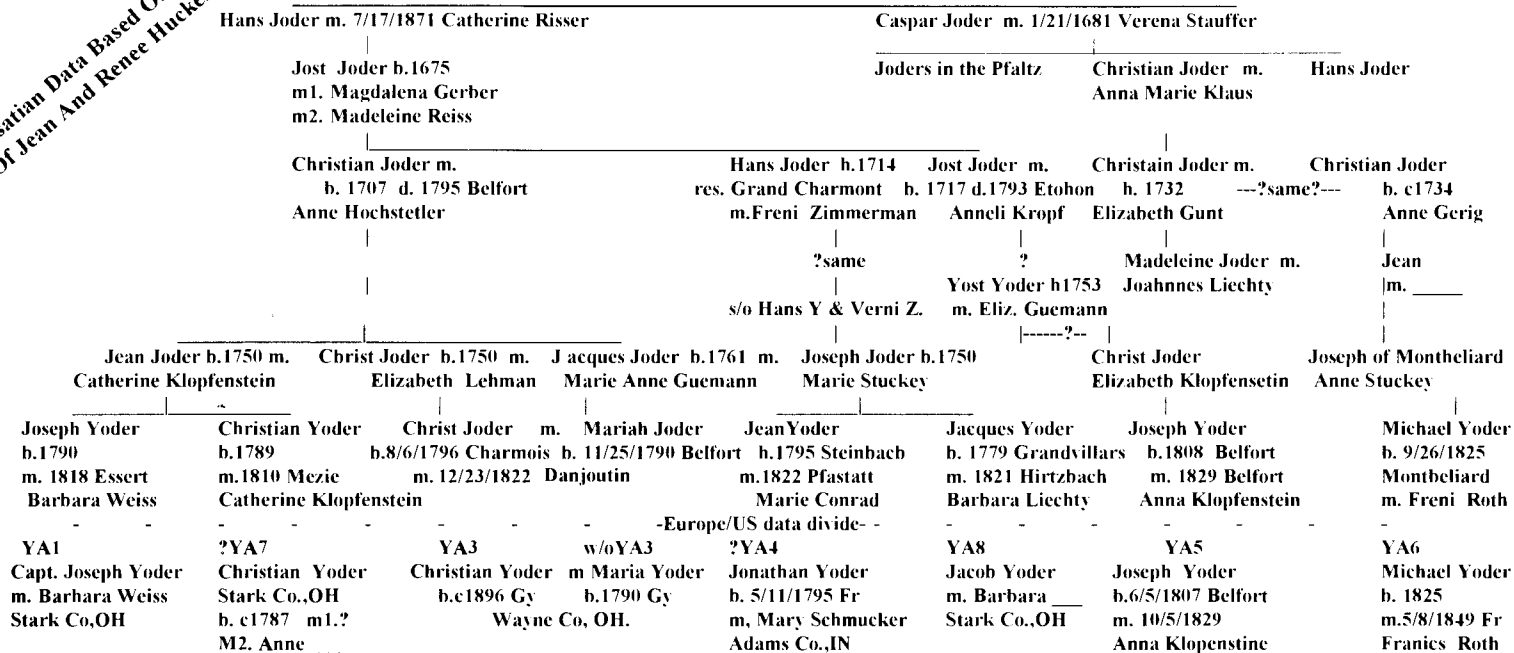 satian Data Based O
Of Jean And Renee Hucke
Hans Joder m. 7/17/1871 Catherine Risser Caspar Joder m. 1/21/1681 Verena Stauffer
Jost Joder b.1675 Joders in the Pfaltz Christian Joder m. Hans Joder
m1. Magdalena Gerber Anna Marie Klaus
m2. Madeleine Reiss
Christian Joder m. Hans Joder b.1714 Jost Joder m. Christain Joder m. Christian Joder
b. 1707 d. 1795 Belfort res. Grand Charmont b. 1717 d.1793 Etohon b. 1732 ---?same?--- b. c1734
Anne Hochstetler m.Freni Zimmerman Anneli Kropf Elizabeth Gunt Anne Gerig
?same ? Madeleine Joder m. Jean
Yost Yoder b1753 Joahnnes Liechty m. _____
s/o Hans Y & Verni Z. m. Eliz. Guemann
------?--
Jean Joder b.1750 m. Christ Joder b.1750 m. J acques Joder b.1761 m. Joseph Joder b.1750 Christ Joder Joseph of Montbeliard
Catherine Klopfenstein Elizabeth Lehman Marie Anne Guemann Marie Stuckey Elizabeth Klopfensetin Anne Stuckey
Joseph Yoder Christian Yoder Christ Joder m. Mariah Joder JeanYoder Jacques Yoder Joseph Yoder Michael Yoder
b.1790 b.1789 b.8/6/1796 Charmois b. 11/25/1790 Belfort b.1795 Steinbach b. 1779 Grandvillars b.1808 Belfort b. 9/26/1825
m. 1818 Essert m.1810 Mezie m. 12/23/1822 Danjoutin m.1822 Pfastatt m. 1821 Hirtzbach m. 1829 Belfort Montbeliard
Barbara Weiss Catherine Klopfenstein Marie Conrad Barbara Liechty Anna Klopfenstein m. Freni Roth
- - - - - - - -Europe/US data divide- - - - - - - -
YA1 ?YA7 YA3 w/oYA3 ?YA4 YA8 YA5 YA6
Capt. Joseph Yoder Christian Yoder Christian Yoder m Maria Yoder Jonathan Yoder Jacob Yoder Joseph Yoder Michael Yoder
m. Barbara Weiss Stark Co.,OH b.c1896 Gy b.1790 Gy b. 5/11/1795 Fr m. Barbara ___ b.6/5/1807 Belfort b. 1825
Stark Co,OH b. c1787 m1.? Wayne Co, OH. m, Mary Schmucker Stark Co.,OH m. 10/5/1829 m.5/8/1849 Fr
M2. Anne ___ Adams Co.,IN Anna Klopenstine Franics Roth